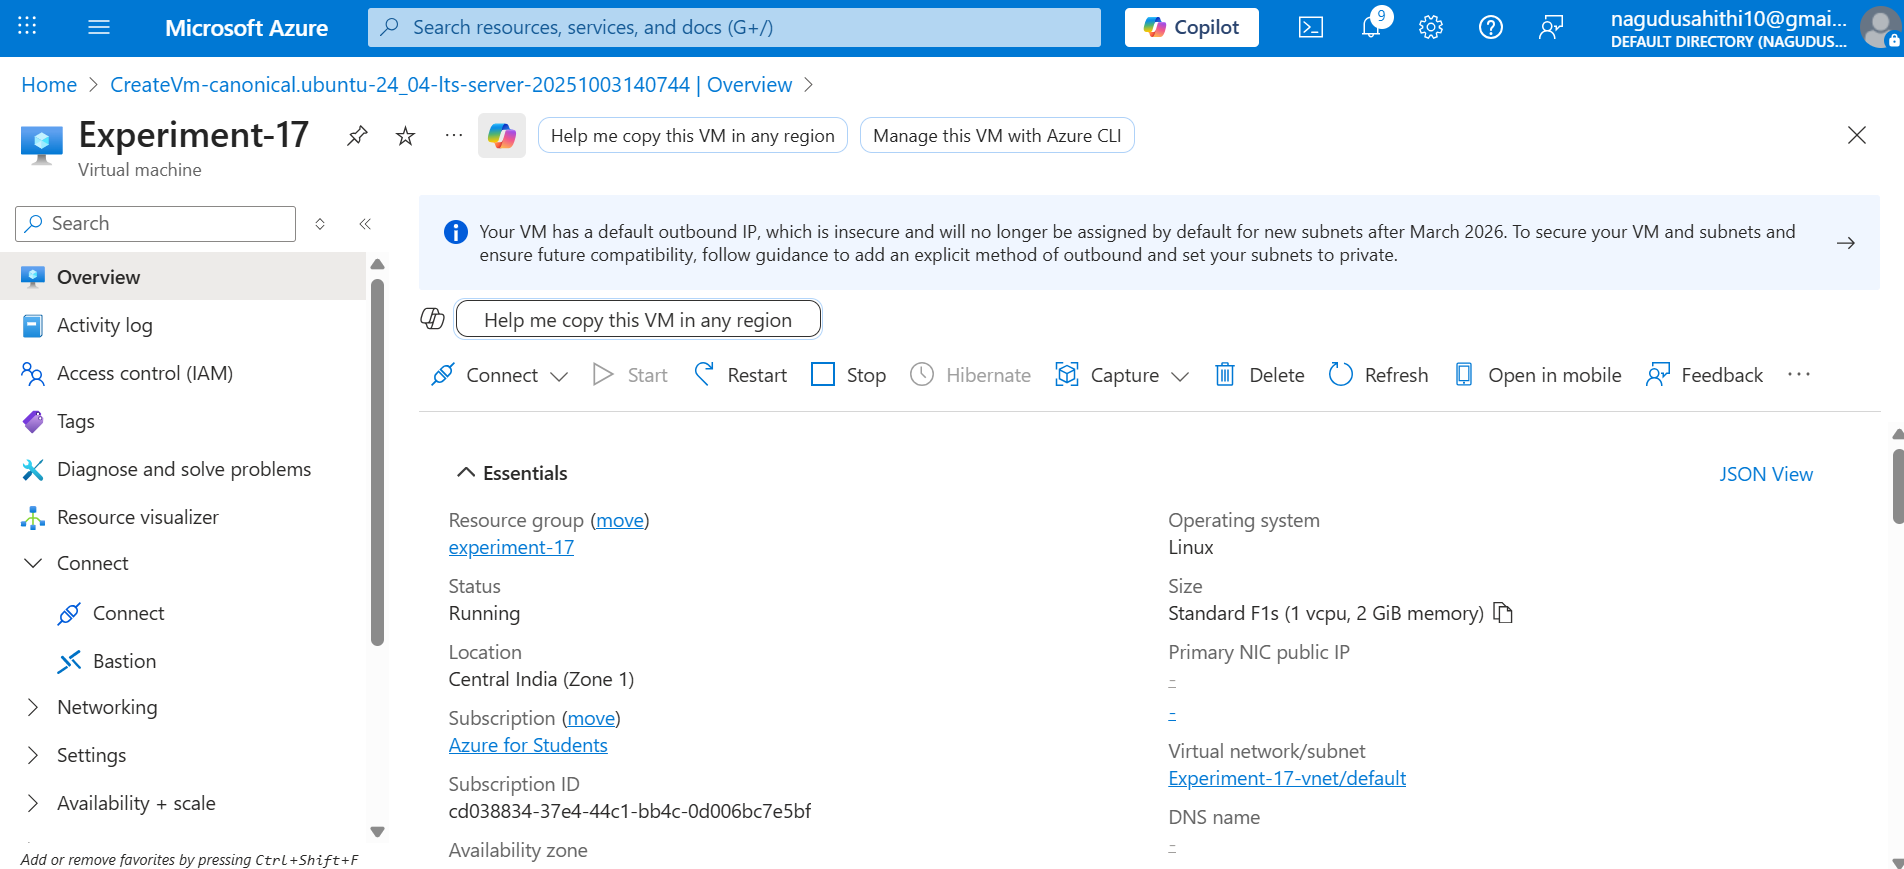 Microsoft Azure
Search resources, services, and docs (G+/)
Copilot
9
nagudusahithi10@gmai...
DEFAULT DIRECTORY (NAGUDUS...
Home > CreateVm-canonical.ubuntu-24_04-lts-server-20251003140744 | Overview >
Experiment-17
Virtual machine
Help me copy this VM in any region
Manage this VM with Azure CLI
Search
Overview
Activity log
Access control (IAM)
Tags
Diagnose and solve problems
Resource visualizer
Connect
Connect
Bastion
Networking
Settings
Availability + scale
Add or remove favorites by pressing Ctrl+Shift+F
Your VM has a default outbound IP, which is insecure and will no longer be assigned by default for new subnets after March 2026. To secure your VM and subnets and
ensure future compatibility, follow guidance to add an explicit method of outbound and set your subnets to private.
Help me copy this VM in any region
Connect
Start
Restart
Stop
Hibernate
Capture
Delete
Refresh
Open in mobile
Feedback
Essentials
JSON View
Resource group (move)
experiment-17
Status
Running
Location
Central India (Zone 1)
Subscription (move)
Azure for Students
Subscription ID
cd038834-37e4-44c1-bb4c-0d006bc7e5bf
Availability zone
Operating system
Linux
Size
Standard F1s (1 vcpu, 2 GiB memory)
Primary NIC public IP
-
-
Virtual network/subnet
Experiment-17-vnet/default
DNS name
-